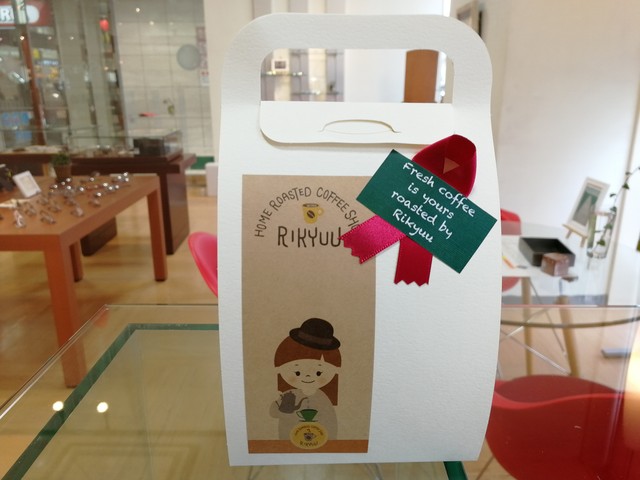 HOME ROASTED COFFEE SHOP
RIKYUU
Fresh coffee
is yours
roasted by
Rikyuu